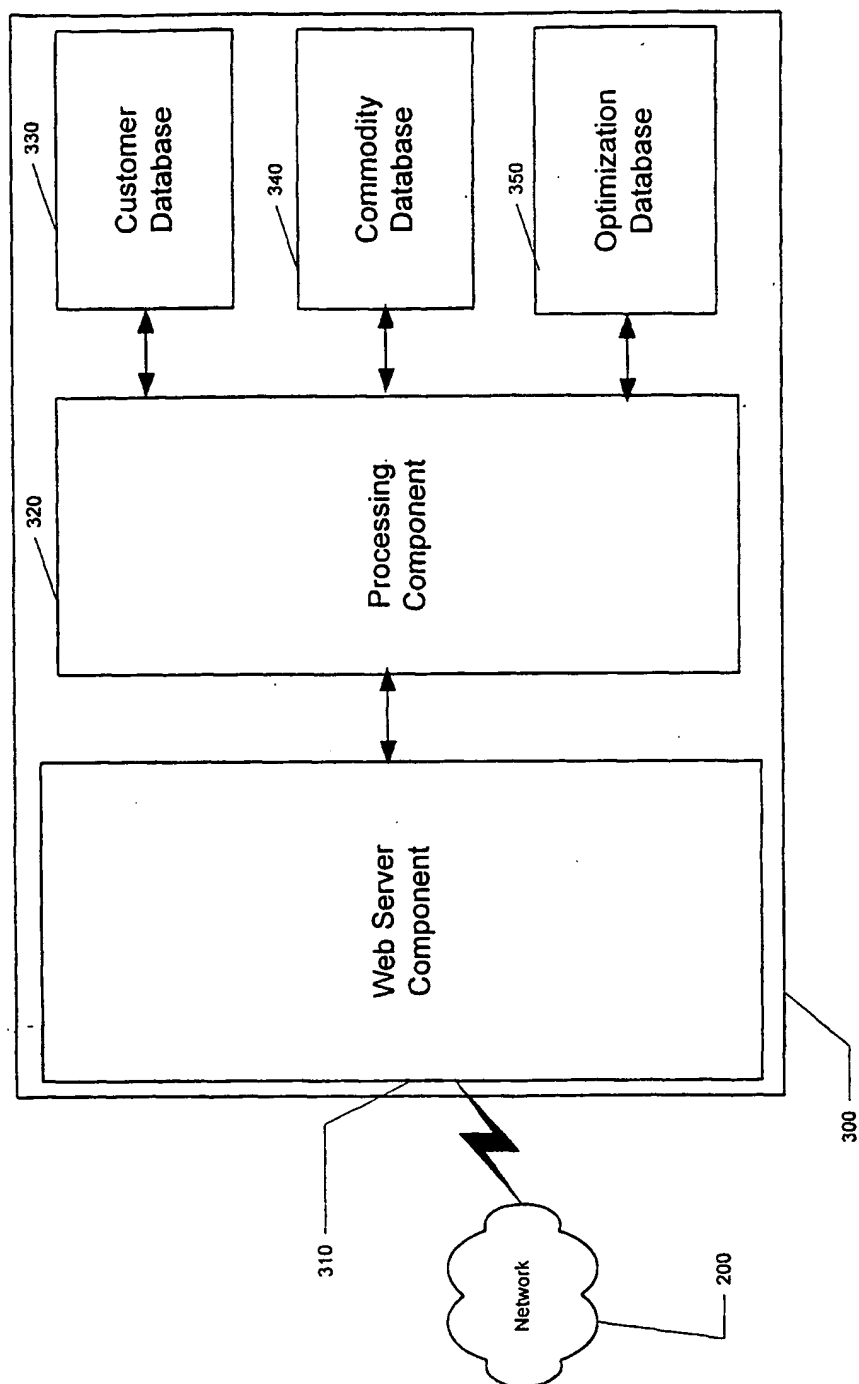 330
Customer
Database
340
Commodity
Database
350
Optimization
Database
320
Processing
Component
Web Server
Component
310
300
Network
200